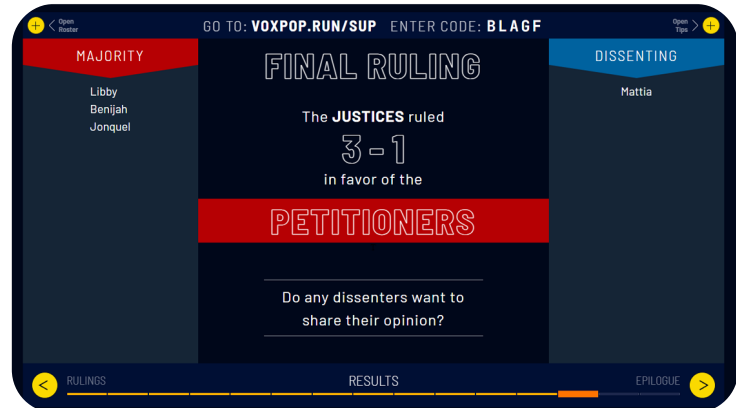 Open
Roster
GO TO: VOXPOP.RUN/SUP ENTER CODE: BLAGF
Open
Tips
MAJORITY
Libby
Benijah
Jonquel
FINAL RULING
The JUSTICES ruled
3 - 1
in favor of the
PETITIONERS
Do any dissenters want to
share their opinion?
DISSENTING
Mattia
RULINGS
RESULTS
EPILOGUE